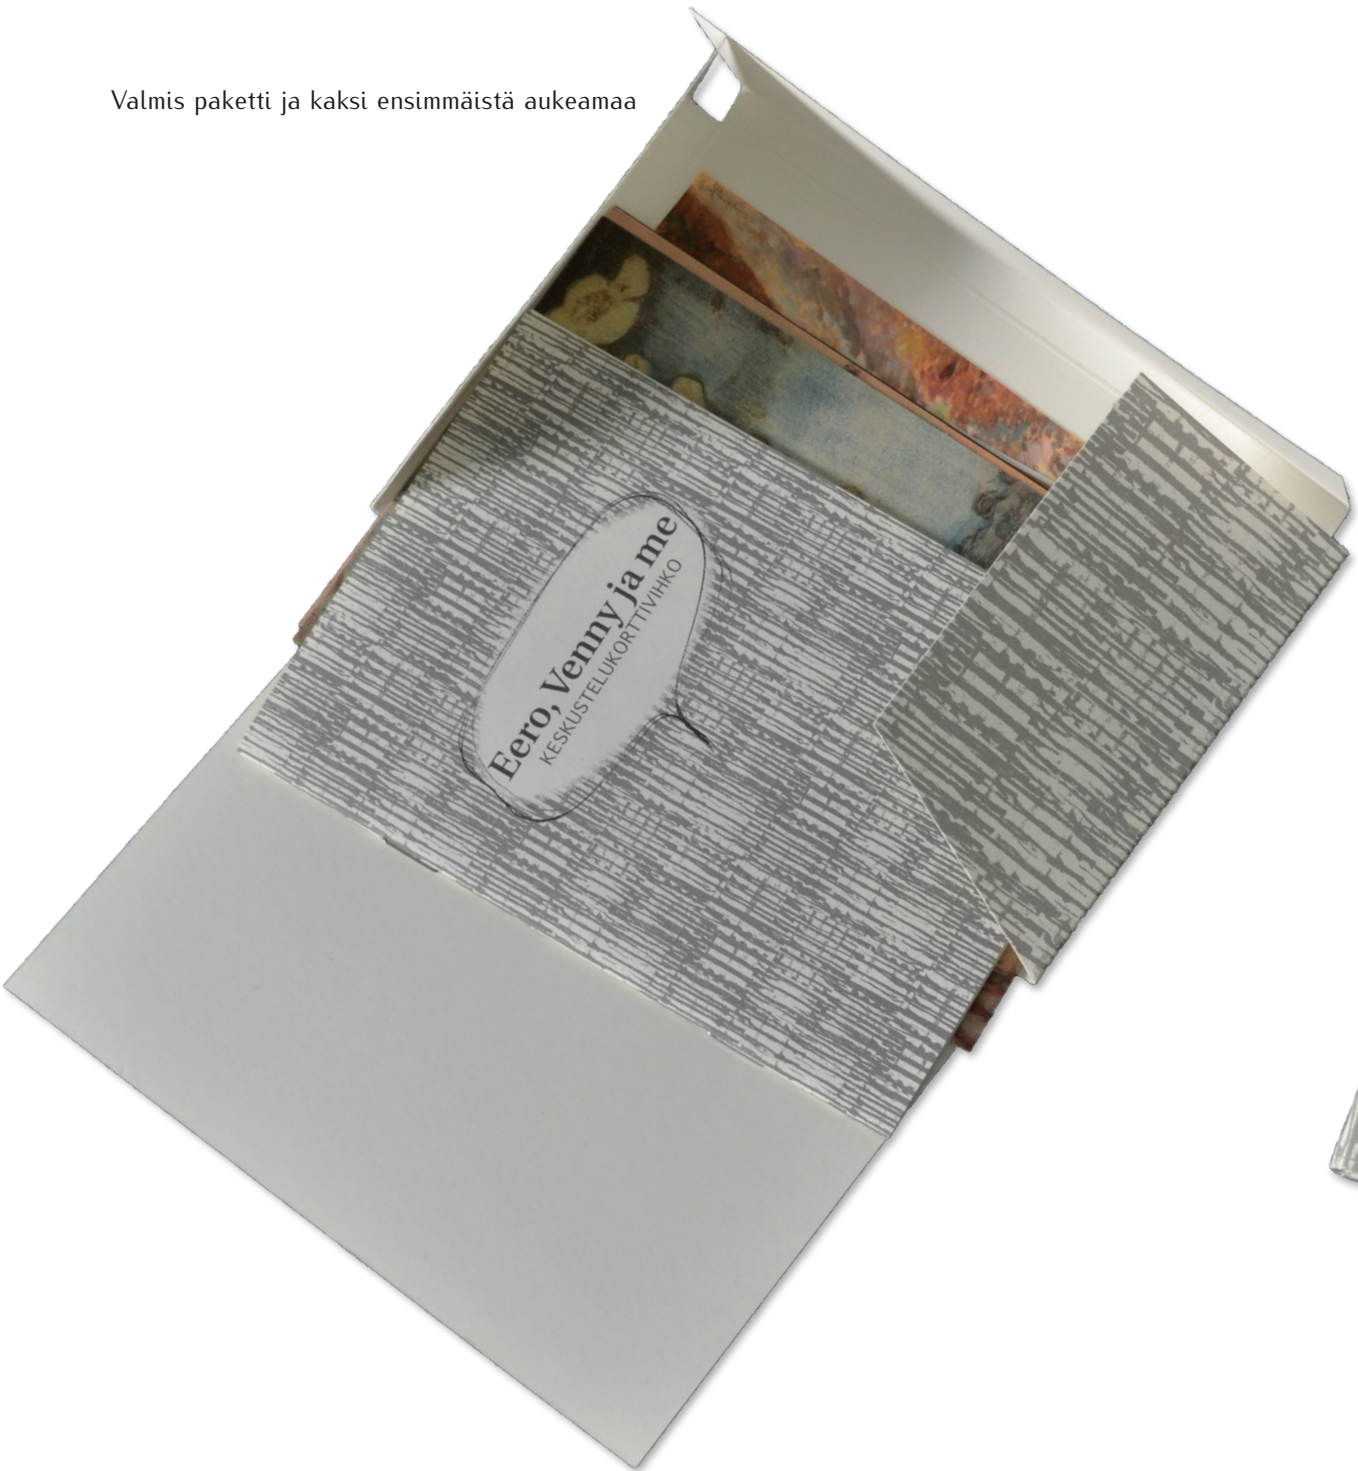 Valmis paketti ja kaksi ensimmäistä aukeamaa
Eero, Venny ja me
KESKUSTELUKORTTIVIHKO